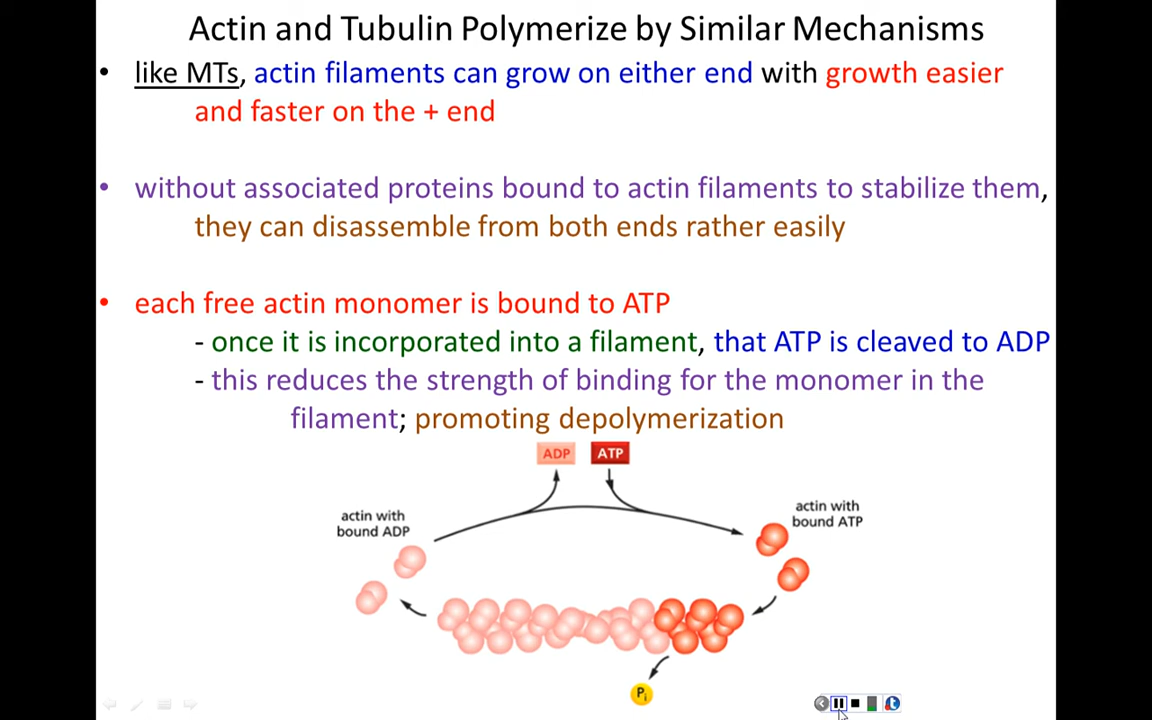 Actin and Tubulin Polymerize by Similar Mechanisms
• like MTs, actin filaments can grow on either end with growth easier
and faster on the + end
• without associated proteins bound to actin filaments to stabilize them,
they can disassemble from both ends rather easily
• each free actin monomer is bound to ATP
- once it is incorporated into a filament, that ATP is cleaved to ADP
- this reduces the strength of binding for the monomer in the
filament; promoting depolymerization
ADP ATP
actin with
bound ADP
actin with
bound ATP
Pi